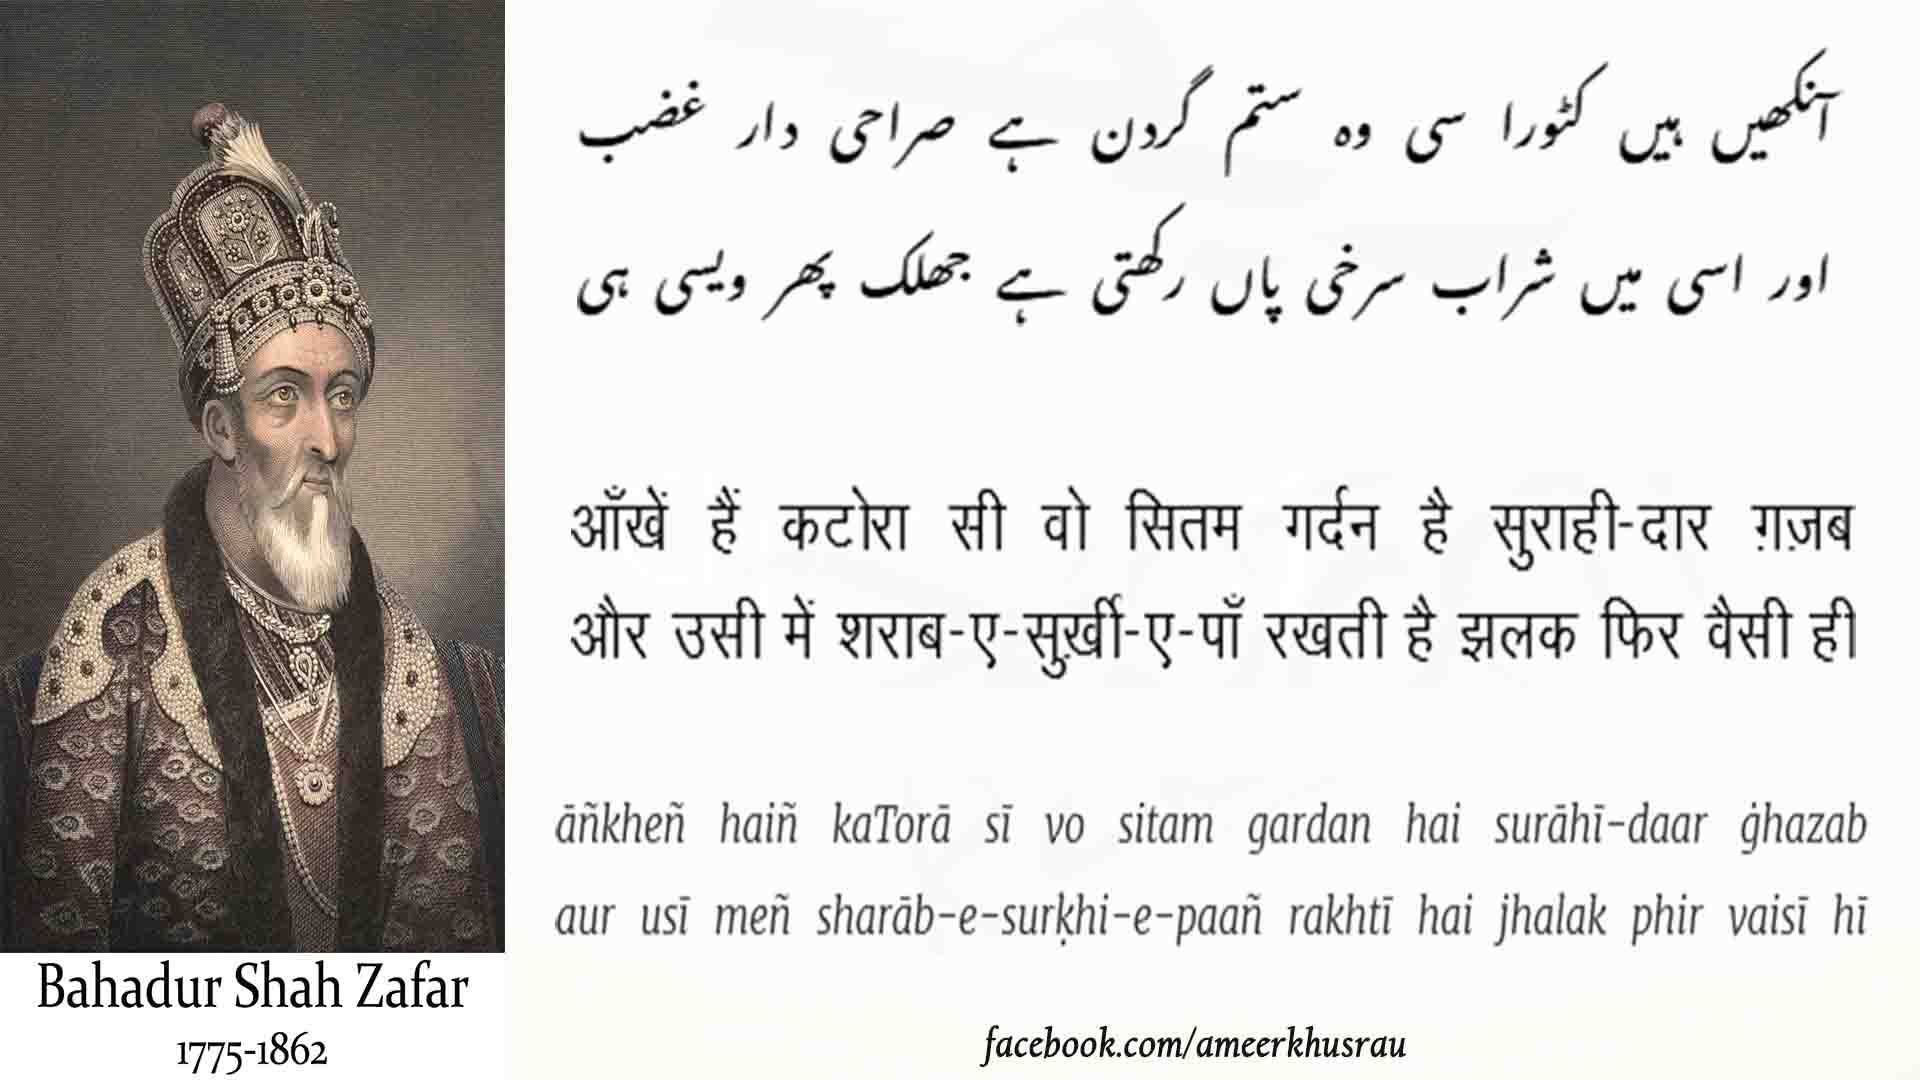 آنکھیں ہیں کٹورا سی وہ ستم گردن ہے صراحی دار غضب
اور اسی میں شراب سرخی پاں رکھتی ہے جھلک پھر ویسی ہی
आँखें हैं कटोरा सी वो सितम गर्दन है सुराही-दार ग़ज़ब
और उसी में शराब-ए-सुर्ख़ी-ए-पाँ रखती है झलक फिर वैसी ही
āñkheñ haiñ kaTorā sī vo sitam gardan hai surāhī-daar ġhazab
aur usī meñ sharāb-e-surḳhi-e-paañ rakhtī hai jhalak phir vaisī hī
Bahadur Shah Zafar
1775-1862
facebook.com/ameerkhusrau